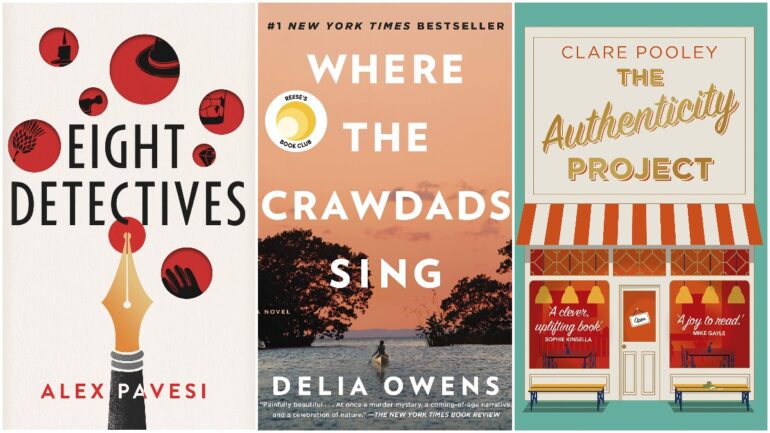 EIGHT
DETECTIVES
ALEX PAVESI
#1 NEW YORK TIMES BESTSELLER
WHERE
THE
CRAWDADS
SING
REESE'S
BOOK CLUB
A NOVEL
DELIA OWENS
"Painfully beautiful . . . At once a murder mystery, a coming-of-age narrative,
and a celebration of nature." —THE NEW YORK TIMES BOOK REVIEW
CLARE POOLEY
THE
Authenticity
PROJECT
'A clever,
uplifting book'
SOPHIE KINSELLA
Open
'A joy to read.'
MIKE GAYLE